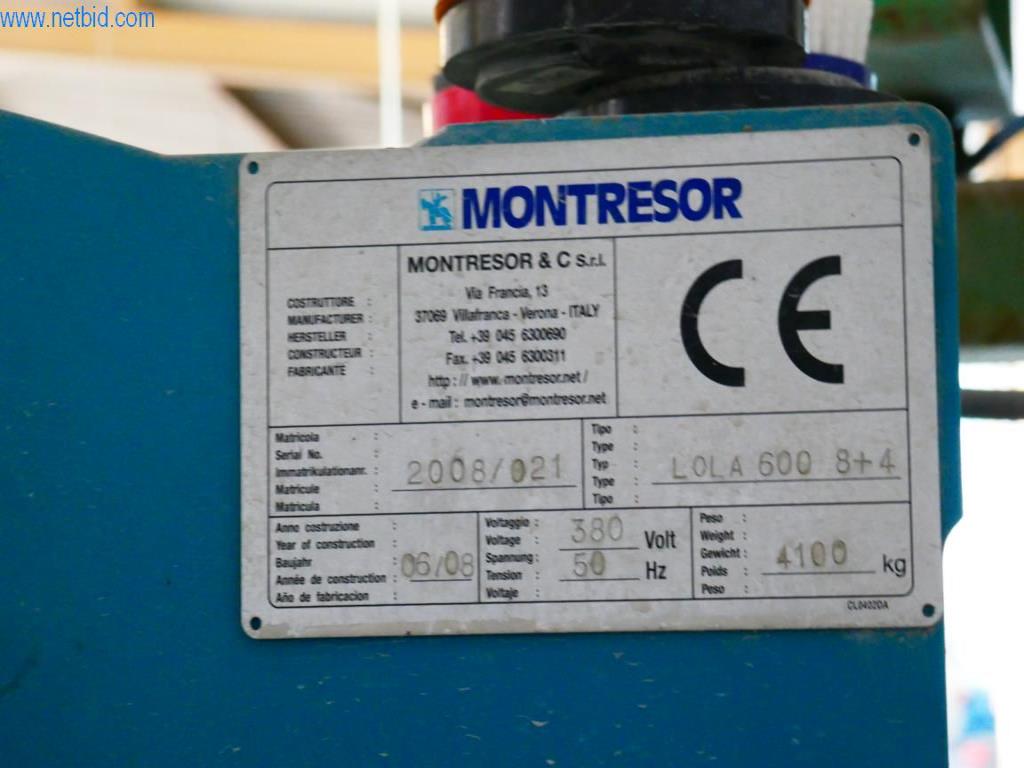 www.netbid.com
MONTRESOR
COSTRUTTORE :
MANUFACTURER :
HERSTELLER :
CONSTRUCTEUR :
FABRICANTE :
MONTRESOR & C S.r.l.
Via Francia, 13
37069 Villafranca - Verona - ITALY
Tel. +39 045 6300690
Fax. +39 045 6300311
http : // www. montresor.net /
e - mail : montresor@montresor.net
CE
Matricola :
Serial No. :
Immatrikulationanr. :
Matricule :
Matricula :
2008/021
Tipo :
Type :
Typ :
Type :
Tipo :
LOLA 600 8+4
Anno costruzione :
Year of construction :
Baujahr :
Année de construction :
Año de fabricacion :
06/08
Voltaggio :
Voltage :
Spannung :
Tension :
Voltaje :
380 Volt
50 Hz
Peso :
Weight :
Gewicht :
Poids :
Peso :
4100 kg
CL0402DA